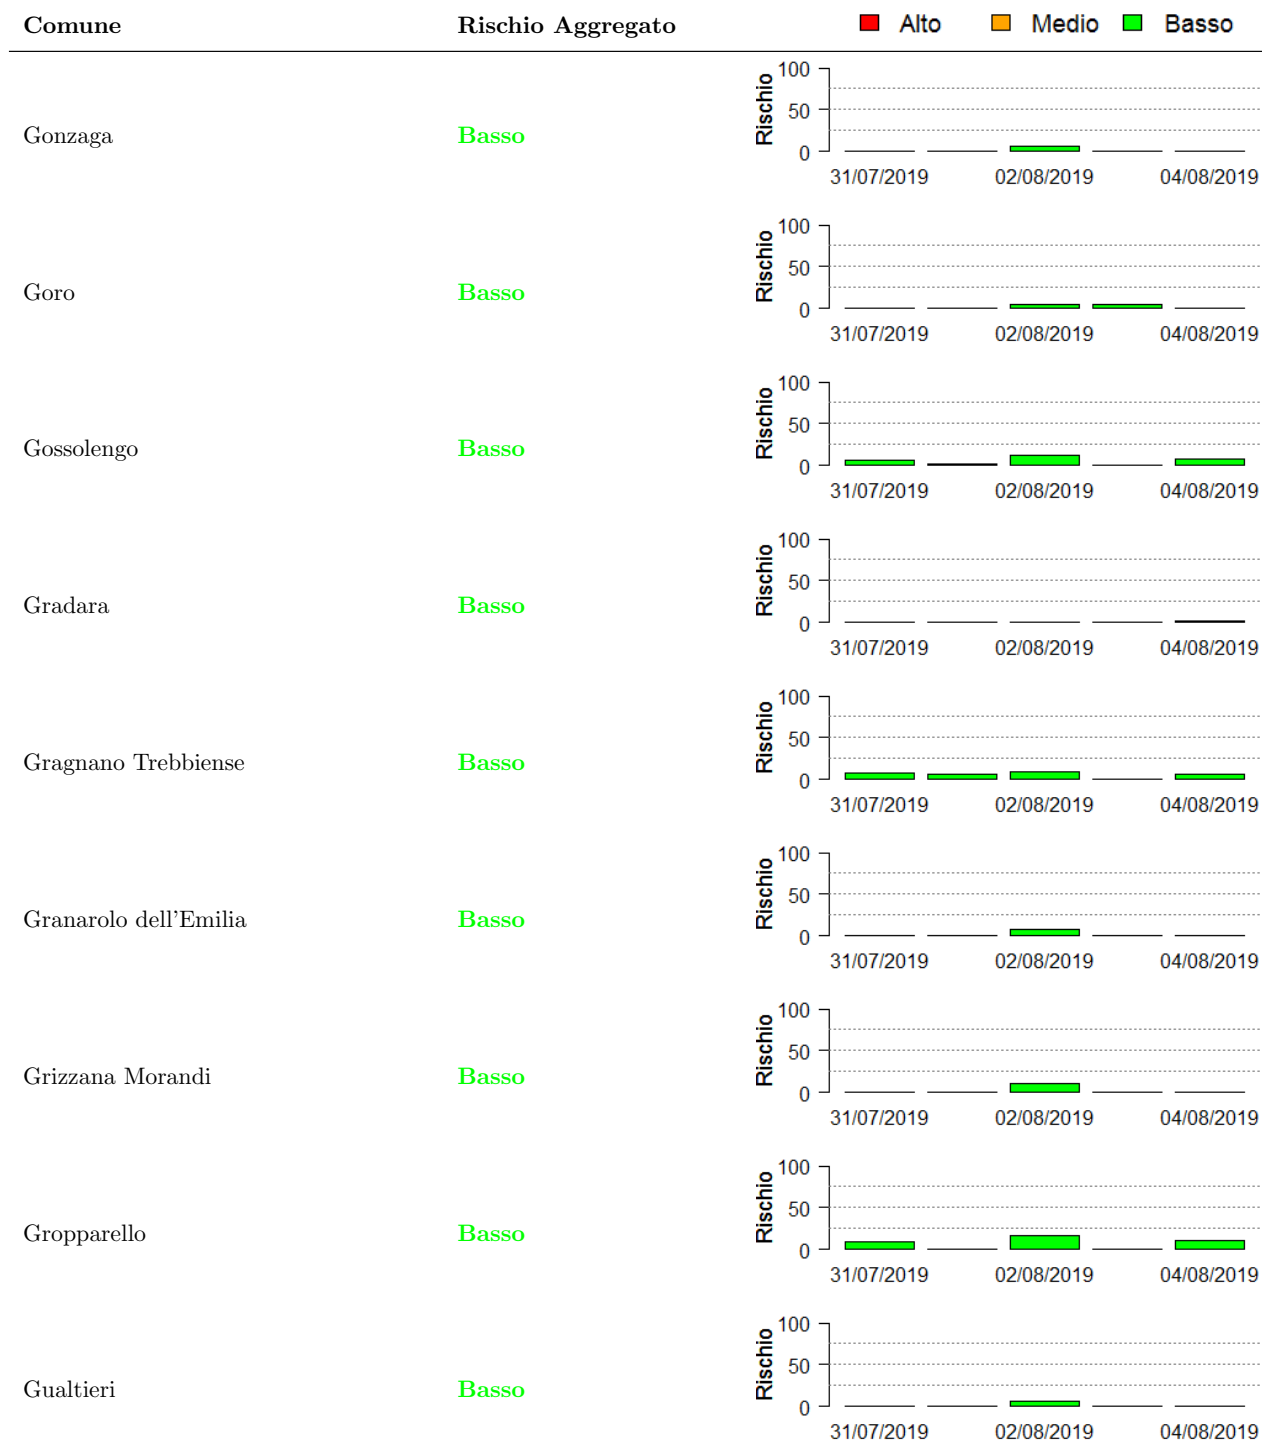 Comune Rischio Aggregato Alto Medio Basso
Gonzaga Basso Rischio 100 50 0
31/07/2019 02/08/2019 04/08/2019
Goro Basso Rischio 100 50 0
31/07/2019 02/08/2019 04/08/2019
Gossolengo Basso Rischio 100 50 0
31/07/2019 02/08/2019 04/08/2019
Gradara Basso Rischio 100 50 0
31/07/2019 02/08/2019 04/08/2019
Gragnano Trebbiense Basso Rischio 100 50 0
31/07/2019 02/08/2019 04/08/2019
Granarolo dell'Emilia Basso Rischio 100 50 0
31/07/2019 02/08/2019 04/08/2019
Grizzana Morandi Basso Rischio 100 50 0
31/07/2019 02/08/2019 04/08/2019
Gropparello Basso Rischio 100 50 0
31/07/2019 02/08/2019 04/08/2019
Gualtieri Basso Rischio 100 50 0
31/07/2019 02/08/2019 04/08/2019